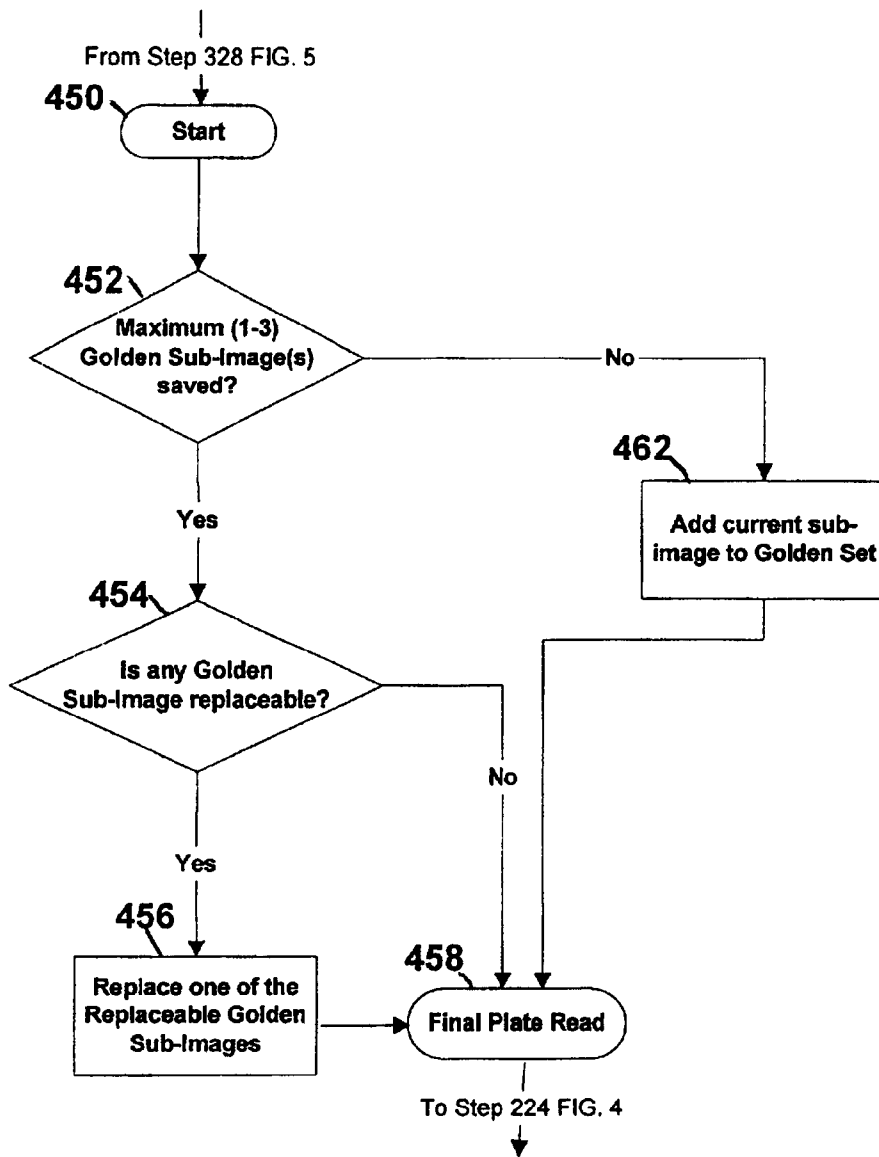 From Step 328 FIG. 5
450
Start
452
Maximum (1-3)
Golden Sub-Image(s)
saved?
No
462
Add current sub-
image to Golden Set
Yes
454
Is any Golden
Sub-Image replaceable?
No
Yes
456
Replace one of the
Replaceable Golden
Sub-Images
458
Final Plate Read
To Step 224 FIG. 4